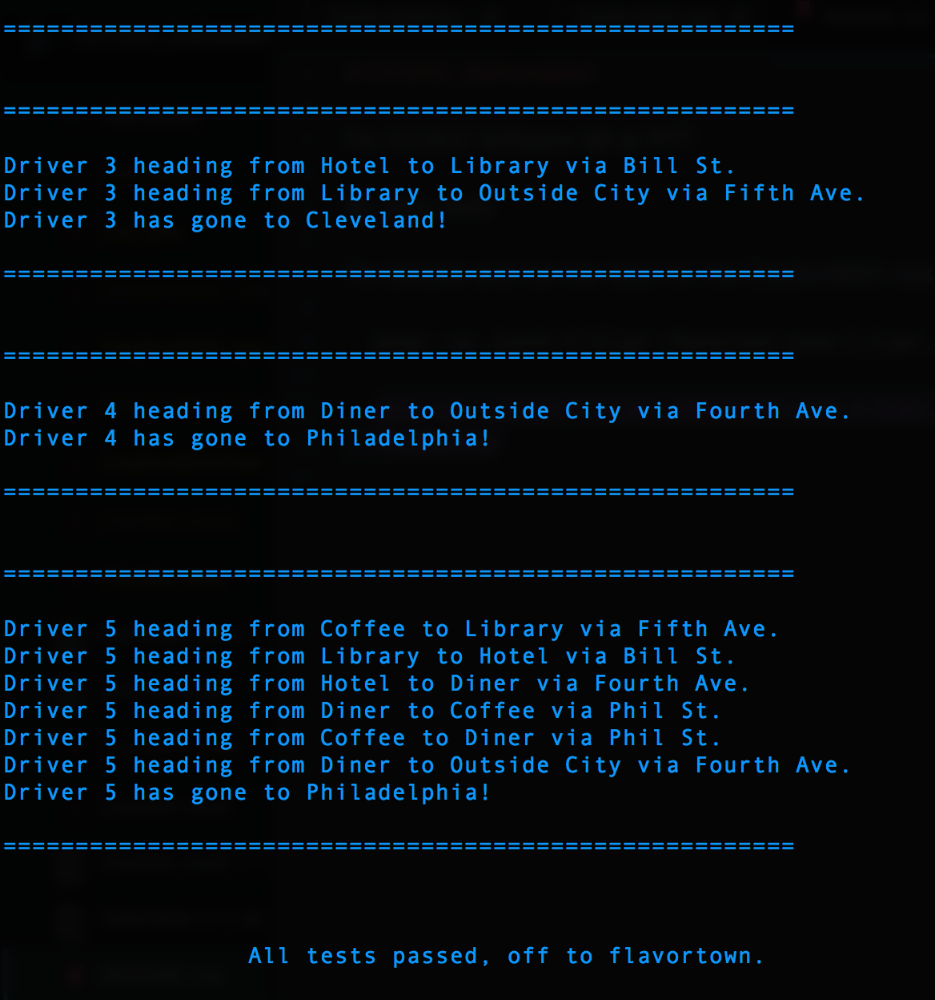 =======================================================
=======================================================
Driver 3 heading from Hotel to Library via Bill St.
Driver 3 heading from Library to Outside City via Fifth Ave.
Driver 3 has gone to Cleveland!
=======================================================
=======================================================
Driver 4 heading from Diner to Outside City via Fourth Ave.
Driver 4 has gone to Philadelphia!
=======================================================
=======================================================
Driver 5 heading from Coffee to Library via Fifth Ave.
Driver 5 heading from Library to Hotel via Bill St.
Driver 5 heading from Hotel to Diner via Fourth Ave.
Driver 5 heading from Diner to Coffee via Phil St.
Driver 5 heading from Coffee to Diner via Phil St.
Driver 5 heading from Diner to Outside City via Fourth Ave.
Driver 5 has gone to Philadelphia!
=======================================================
All tests passed, off to flavortown.